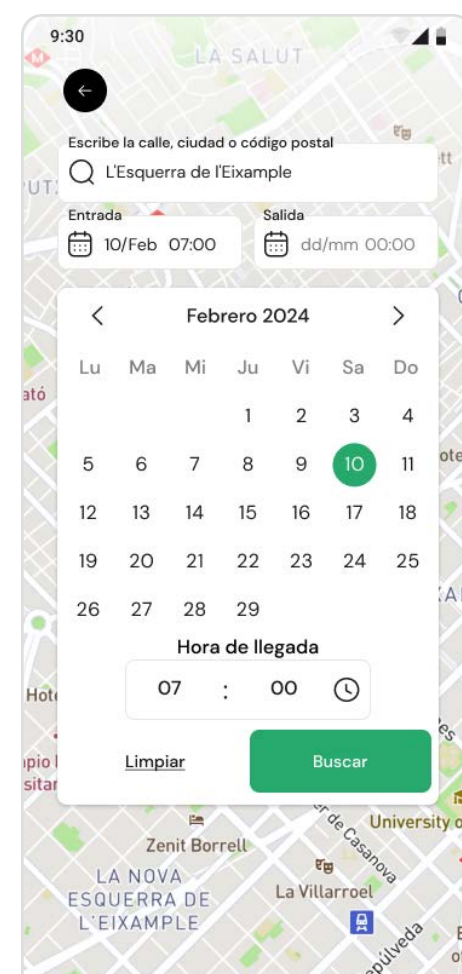 9:30
LA SALUT
Escribe la calle, ciudad o código postal
L'Esquerra de l'Eixample
Entrada Salida
10/Feb 07:00 dd/mm 00:00
Febrero 2024
Lu Ma Mi Ju Vi Sa Do
ató
1 2 3 4
5 6 7 8 9 10 11
12 13 14 15 16 17 18
19 20 21 22 23 24 25
26 27 28 29
Hora de llegada
07 : 00
Limpiar Buscar
University
de Casanova
Zenit Borrell
La Villarroel
LA NOVA
ESQUERRA DE
L'EIXAMPLE